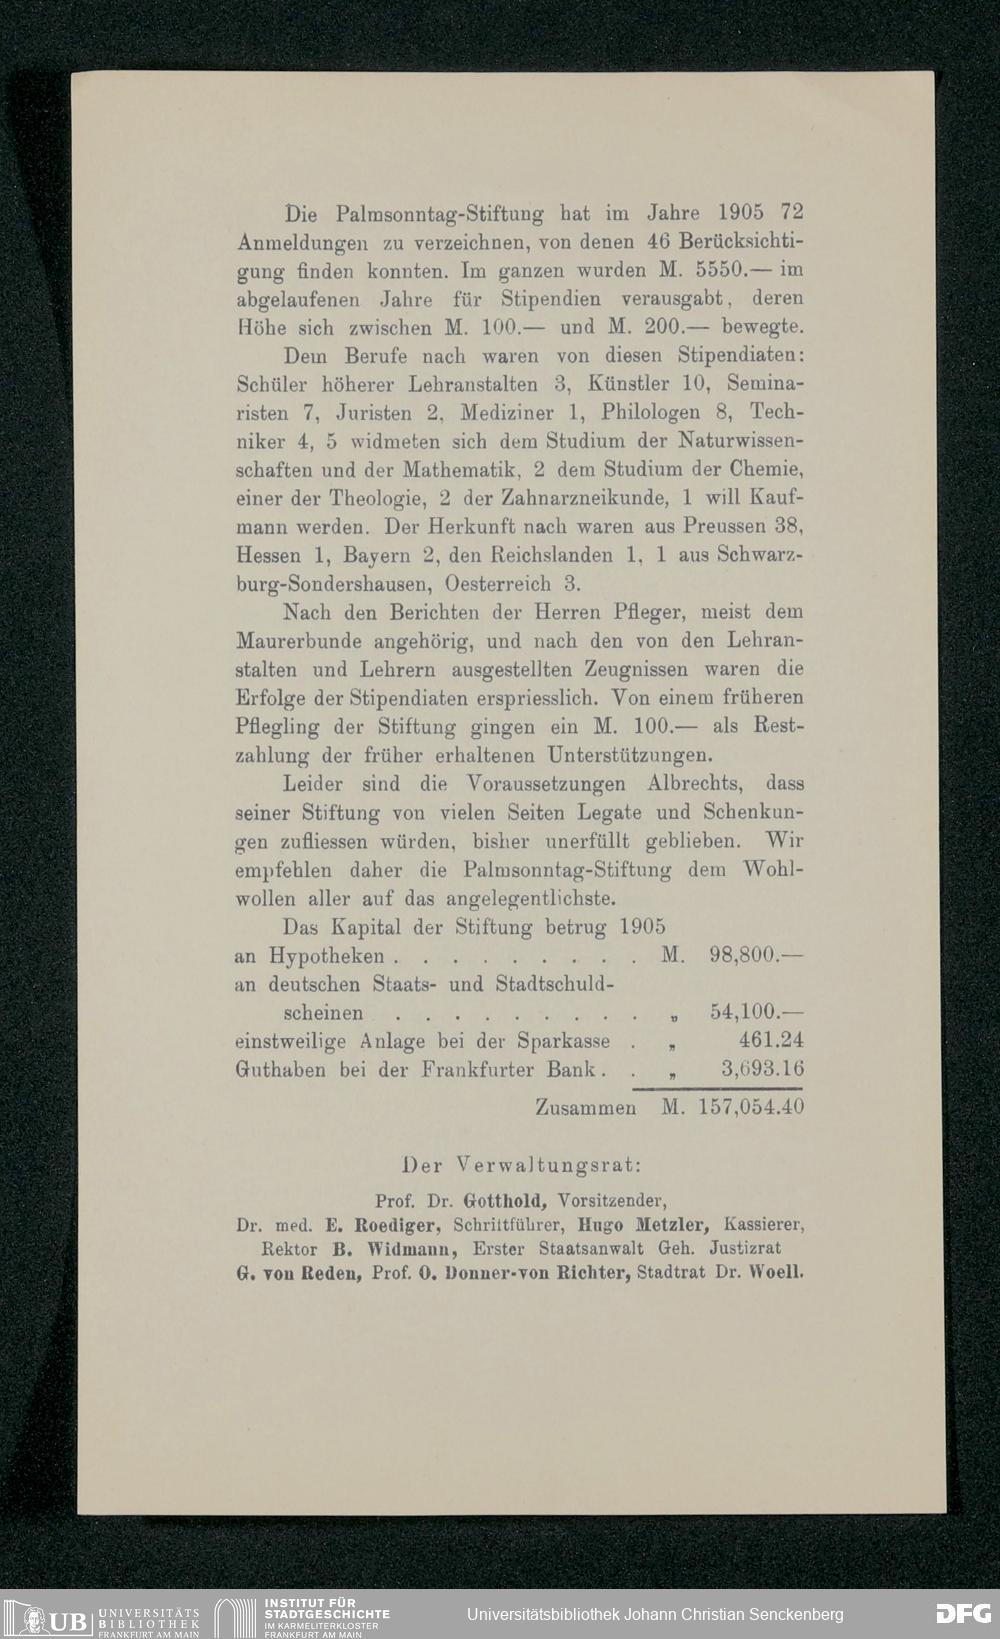 Die Palmsonntag-Stiftung hat im Jahre 1905 72
Anmeldungen zu verzeichnen, von denen 46 Berücksichti-
gung finden konnten. Im ganzen wurden M. 5550.— im
abgelaufenen Jahre für Stipendien verausgabt, deren
Höhe sich zwischen M. 100.— und M. 200.— bewegte.
Dem Berufe nach waren von diesen Stipendiaten:
Schüler höherer Lehranstalten 3, Künstler 10, Semina-
risten 7, Juristen 2, Mediziner 1, Philologen 8, Tech-
niker 4, 5 widmeten sich dem Studium der Naturwissen-
schaften und der Mathematik, 2 dem Studium der Chemie,
einer der Theologie, 2 der Zahnarzneikunde, 1 will Kauf-
mann werden. Der Herkunft nach waren aus Preussen 38,
Hessen 1, Bayern 2, den Reichslanden 1, 1 aus Schwarz-
burg-Sondershausen, Oesterreich 3.
Nach den Berichten der Herren Pfleger, meist dem
Maurerbunde angehörig, und nach den von den Lehran-
stalten und Lehrern ausgestellten Zeugnissen waren die
Erfolge der Stipendiaten erspriesslich. Von einem früheren
Pflegling der Stiftung gingen ein M. 100.— als Rest-
zahlung der früher erhaltenen Unterstützungen.
Leider sind die Voraussetzungen Albrechts, dass
seiner Stiftung von vielen Seiten Legate und Schenkun-
gen zufliessen würden, bisher unerfüllt geblieben. Wir
empfehlen daher die Palmsonntag-Stiftung dem Wohl-
wollen aller auf das angelegentlichste.
Das Kapital der Stiftung betrug 1905
an Hypotheken . . . . . . . . . M. 98,800.—
an deutschen Staats- und Stadtschuld-
scheinen . . . . . . . . . „ 54,100.—
einstweilige Anlage bei der Sparkasse . „ 461.24
Guthaben bei der Frankfurter Bank . . „ 3,693.16
Zusammen M. 157,054.40
Der Verwaltungsrat:
Prof. Dr. Gotthold, Vorsitzender,
Dr. med. E. Roediger, Schriftführer, Hugo Metzler, Kassierer,
Rektor B. Widmann, Erster Staatsanwalt Geh. Justizrat
G. von Reden, Prof. O. Donner-von Richter, Stadtrat Dr. Woell.
UB UNIVERSITÄTS
BIBLIOTHEK
FRANKFURT AM MAIN
INSTITUT FÜR
STADTGESCHICHTE
IM KARMELITERKLOSTER
FRANKFURT AM MAIN
Universitätsbibliothek Johann Christian Senckenberg
DFG